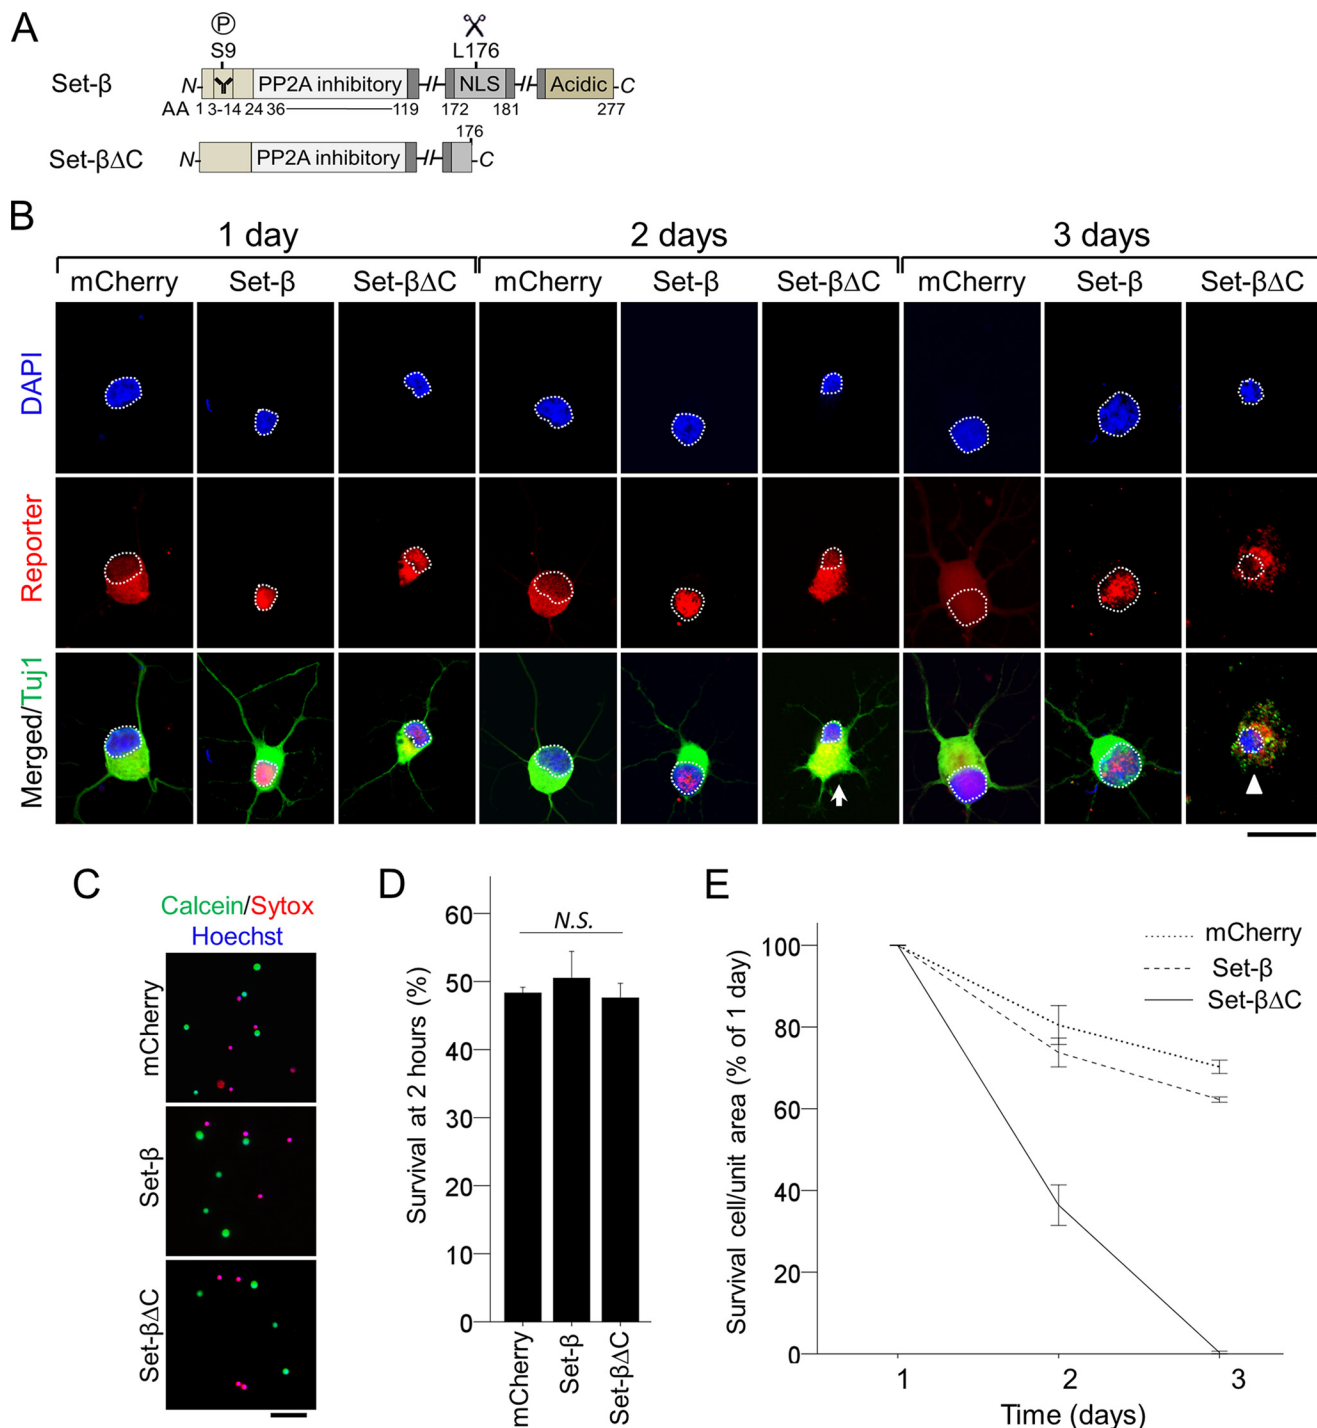 A
P
S9
L176
Set-β
N
PP2A inhibitory
NLS
Acidic
C
AA 1 3-14 24 36 119 172 181 277
176
Set-βΔC
N
PP2A inhibitory
C
B
1 day 2 days 3 days
mCherry Set-β Set-βΔC mCherry Set-β Set-βΔC mCherry Set-β Set-βΔC
DAPI
Reporter
Merged/Tuj1
C
Calcein/Sytox
Hoechst
mCherry
Set-β
Set-βΔC
D
Survival at 2 hours (%)
60
50
40
30
20
10
0
N.S.
mCherry
Set-β
Set-βΔC
E
Survival cell/unit area (% of 1 day)
100
80
60
40
20
0
mCherry
Set-β
Set-βΔC
1 2 3
Time (days)